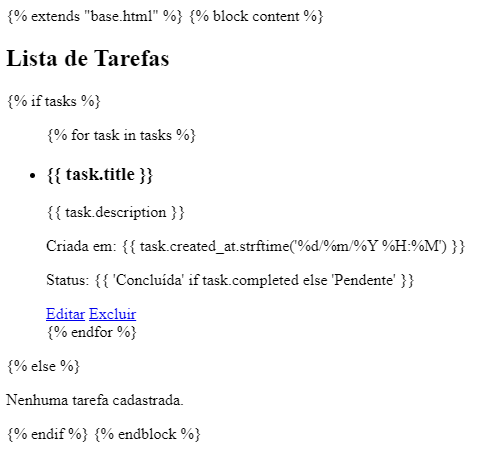 {% extends "base.html" %} {% block content %}
Lista de Tarefas
{% if tasks %}
{% for task in tasks %}
{{ task.title }}
{{ task.description }}
Criada em: {{ task.created_at.strftime('%d/%m/%Y %H:%M') }}
Status: {{ 'Concluída' if task.completed else 'Pendente' }}
Editar Excluir
{% endfor %}
{% else %}
Nenhuma tarefa cadastrada.
{% endif %} {% endblock %}